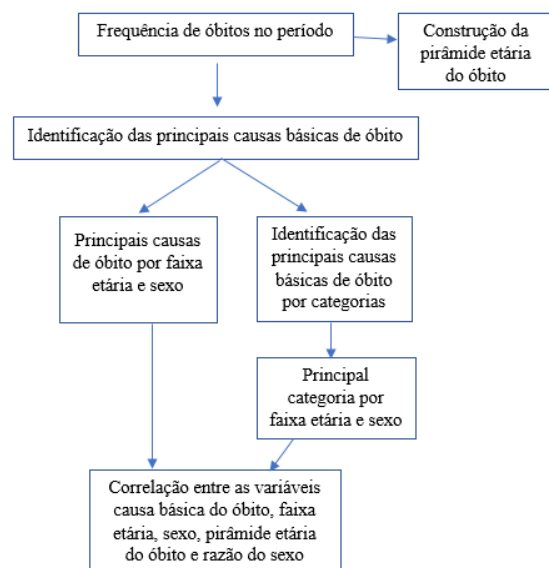 Frequência de óbitos no período
Construção da
pirâmide etária
do óbito
Identificação das principais causas básicas de óbito
Principais causas
de óbito por faixa
etária e sexo
Identificação das
principais causas
básicas de óbito
por categorias
Principal
categoria por
faixa etária e sexo
Correlação entre as variáveis
causa básica do óbito, faixa
etária, sexo, pirâmide etária
do óbito e razão do sexo